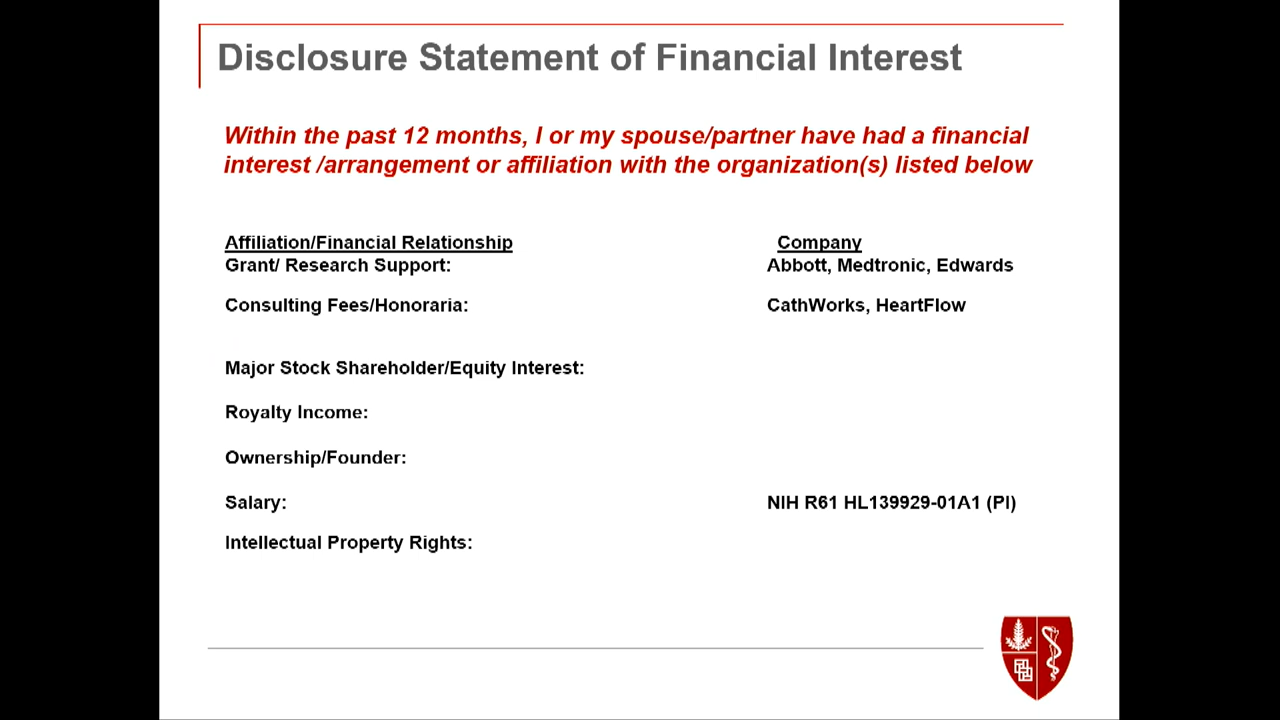 Disclosure Statement of Financial Interest
Within the past 12 months, I or my spouse/partner have had a financial
interest /arrangement or affiliation with the organization(s) listed below
Affiliation/Financial Relationship Company
Grant/ Research Support: Abbott, Medtronic, Edwards
Consulting Fees/Honoraria: CathWorks, HeartFlow
Major Stock Shareholder/Equity Interest:
Royalty Income:
Ownership/Founder:
Salary: NIH R61 HL139929-01A1 (PI)
Intellectual Property Rights: